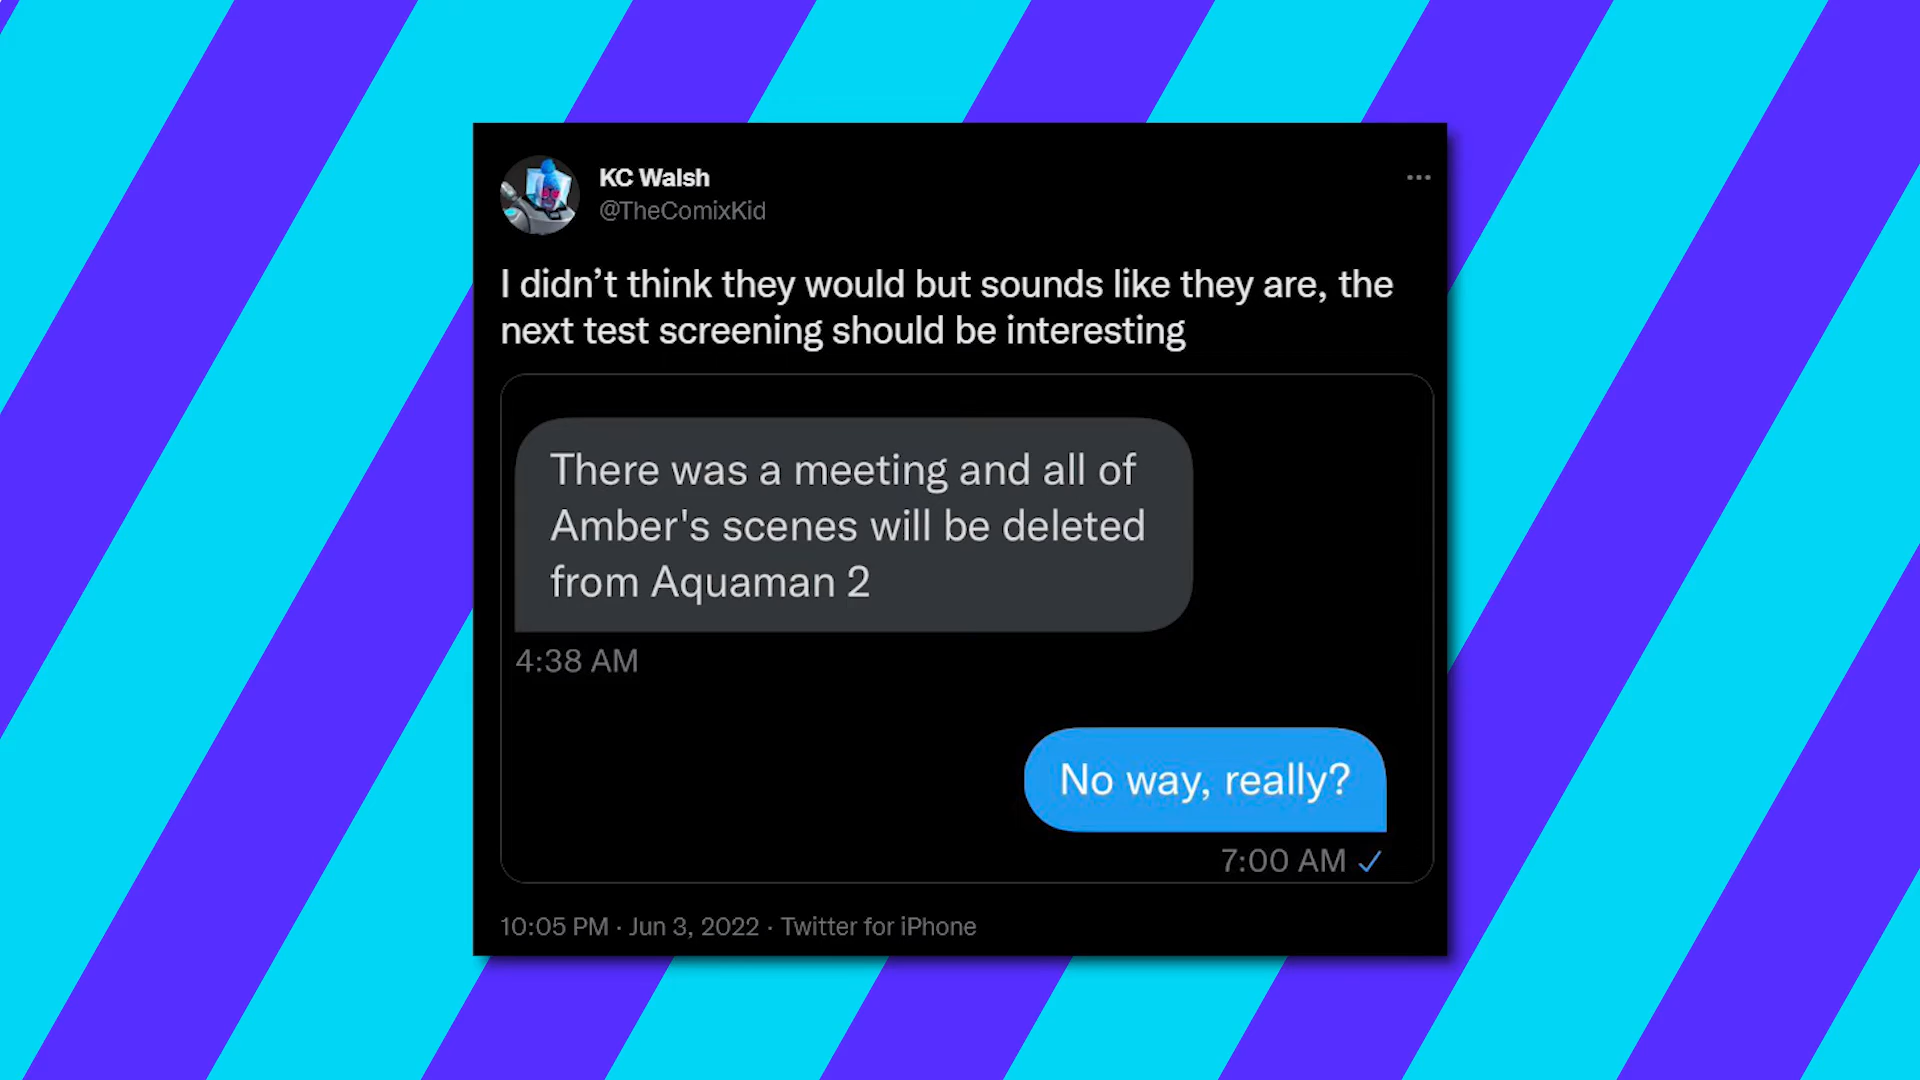 KC Walsh
@TheComixKid
I didn’t think they would but sounds like they are, the
next test screening should be interesting
There was a meeting and all of
Amber's scenes will be deleted
from Aquaman 2
4:38 AM
No way, really?
7:00 AM
10:05 PM · Jun 3, 2022 · Twitter for iPhone